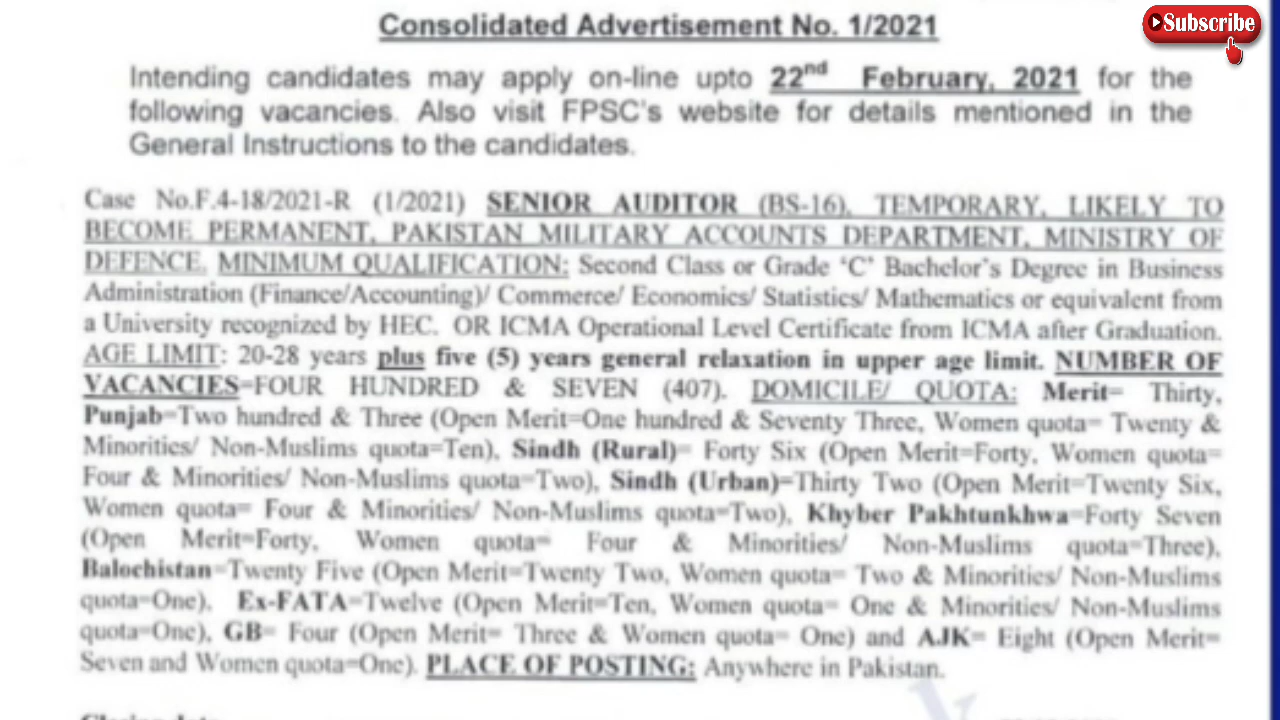 Consolidated Advertisement No. 1/2021
Subscribe
Intending candidates may apply on-line upto 22nd February, 2021 for the
following vacancies. Also visit FPSC's website for details mentioned in the
General Instructions to the candidates.
Case No.F.4-18/2021-R (1/2021) SENIOR AUDITOR (BS-16), TEMPORARY, LIKELY TO
BECOME PERMANENT, PAKISTAN MILITARY ACCOUNTS DEPARTMENT, MINISTRY OF
DEFENCE. MINIMUM QUALIFICATION: Second Class or Grade 'C' Bachelor's Degree in Business
Administration (Finance/Accounting)/ Commerce/ Economics/ Statistics/ Mathematics or equivalent from
a University recognized by HEC. OR ICMA Operational Level Certificate from ICMA after Graduation.
AGE LIMIT: 20-28 years plus five (5) years general relaxation in upper age limit. NUMBER OF
VACANCIES=FOUR HUNDRED & SEVEN (407). DOMICILE/ QUOTA: Merit= Thirty,
Punjab=Two hundred & Three (Open Merit=One hundred & Seventy Three, Women quota= Twenty &
Minorities/ Non-Muslims quota=Ten), Sindh (Rural)= Forty Six (Open Merit=Forty, Women quota=
Four & Minorities/ Non-Muslims quota=Two), Sindh (Urban)=Thirty Two (Open Merit=Twenty Six,
Women quota= Four & Minorities/ Non-Muslims quota=Two), Khyber Pakhtunkhwa=Forty Seven
(Open Merit=Forty, Women quota= Four & Minorities/ Non-Muslims quota=Three),
Balochistan=Twenty Five (Open Merit=Twenty Two, Women quota= Two & Minorities/ Non-Muslims
quota=One), Ex-FATA=Twelve (Open Merit=Ten, Women quota= One & Minorities/ Non-Muslims
quota=One), GB= Four (Open Merit= Three & Women quota= One) and AJK= Eight (Open Merit=
Seven and Women quota=One). PLACE OF POSTING: Anywhere in Pakistan.